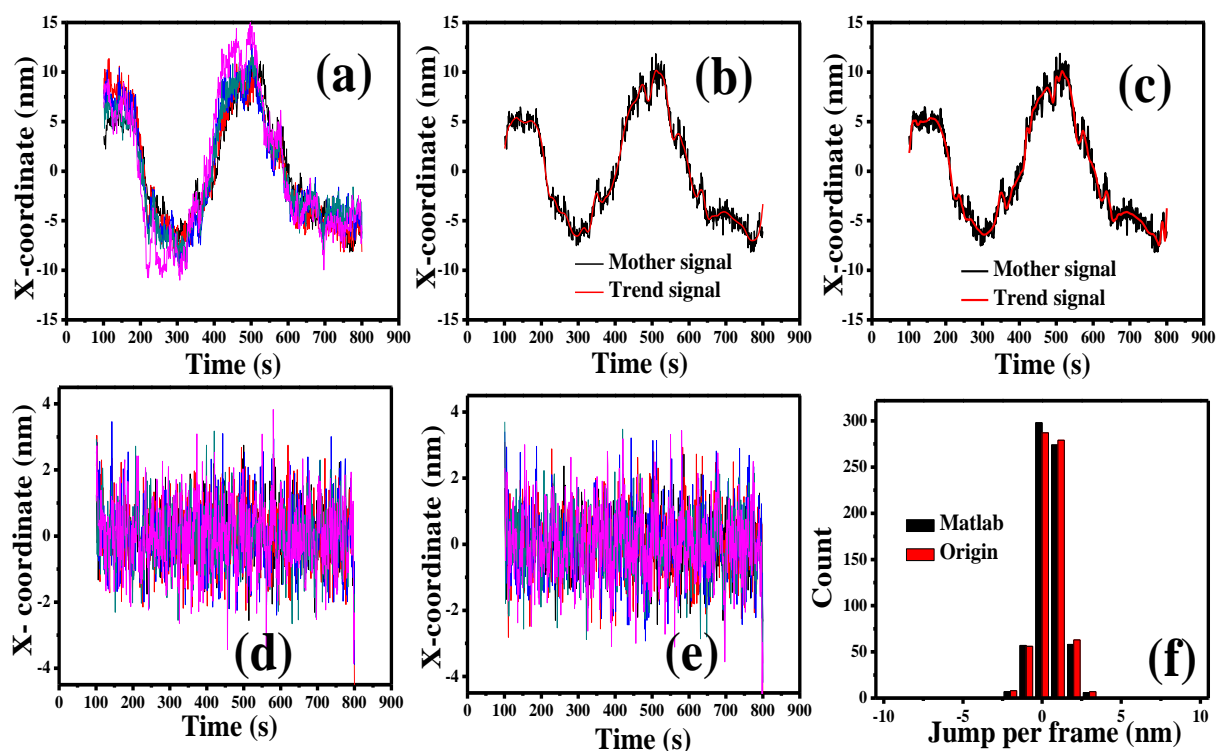 X-coordinate (nm)
15
10
5
0
-5
-10
-15
(a)
0 100 200 300 400 500 600 700 800 900
Time (s)
X-coordinate (nm)
15
10
5
0
-5
-10
-15
(b)
Mother signal
Trend signal
0 100 200 300 400 500 600 700 800 900
Time (s)
X-coordinate (nm)
15
10
5
0
-5
-10
-15
(c)
Mother signal
Trend signal
0 100 200 300 400 500 600 700 800 900
Time (s)
X- coordinate (nm)
4
2
0
-2
-4
(d)
0 100 200 300 400 500 600 700 800 900
Time (s)
X-coordinate (nm)
4
2
0
-2
-4
(e)
0 100 200 300 400 500 600 700 800 900
Time (s)
Count
300
250
200
150
100
50
0
Matlab
Origin
(f)
-10 -5 0 5 10
Jump per frame (nm)